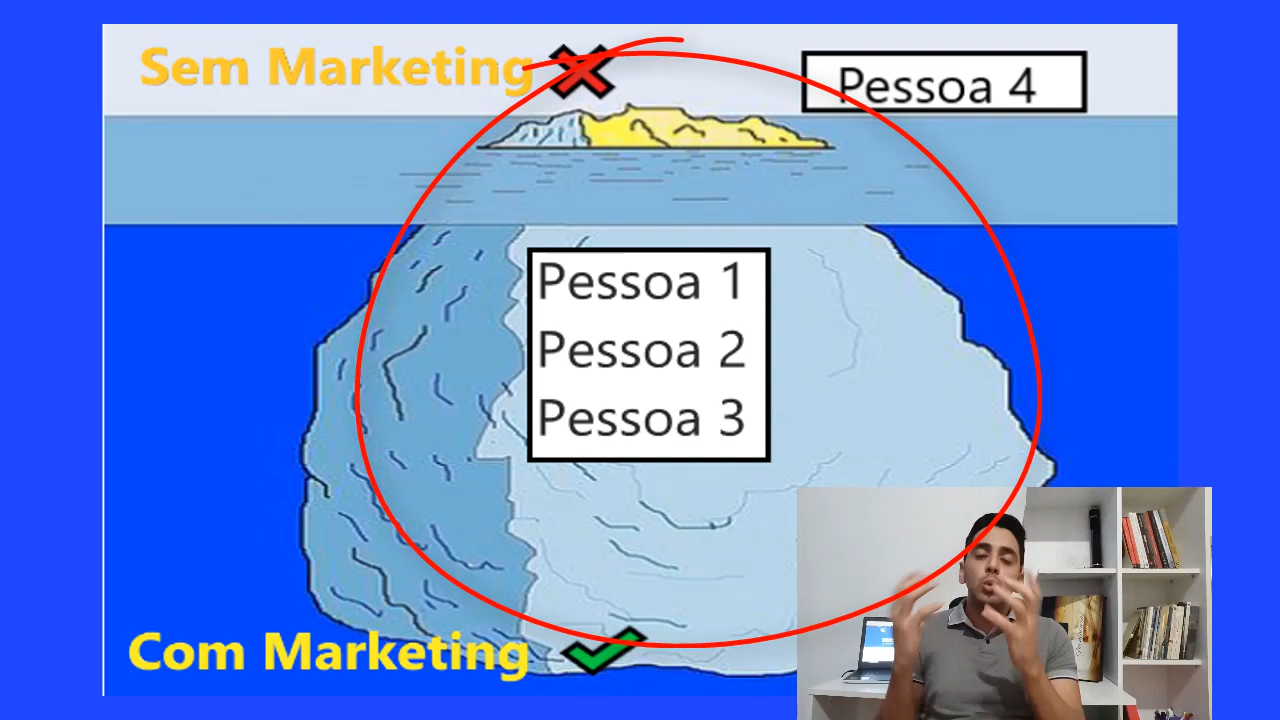 Sem Marketing
Pessoa 4
Pessoa 1
Pessoa 2
Pessoa 3
Com Marketing